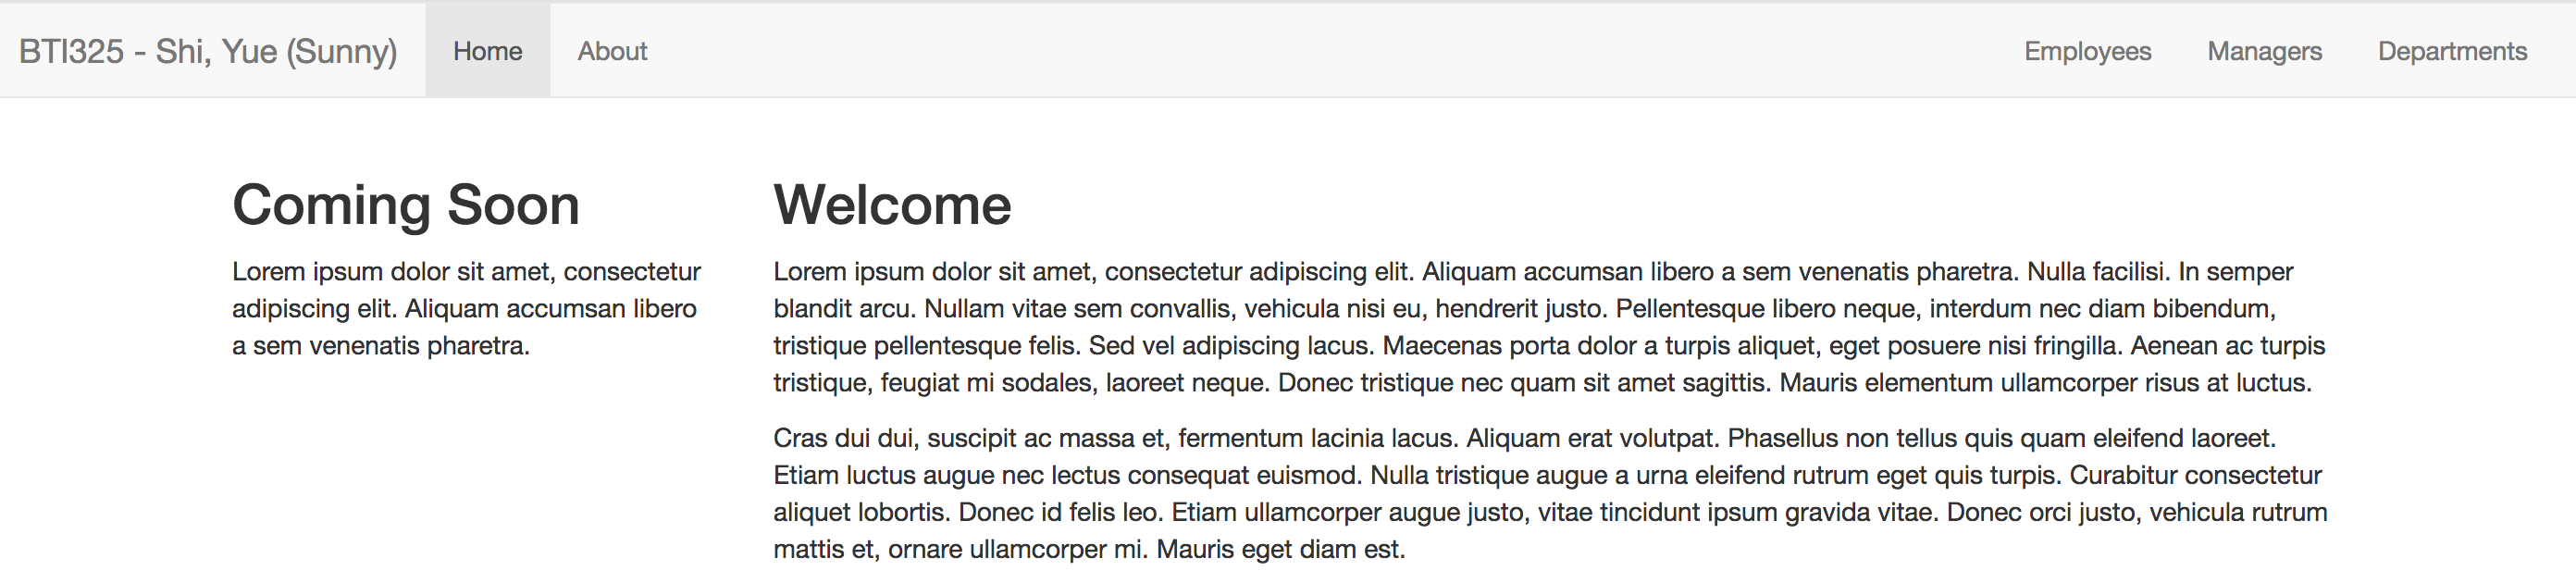 BTI325 - Shi, Yue (Sunny) Home About Employees Managers Departments
Coming Soon
Lorem ipsum dolor sit amet, consectetur
adipiscing elit. Aliquam accumsan libero
a sem venenatis pharetra.
Welcome
Lorem ipsum dolor sit amet, consectetur adipiscing elit. Aliquam accumsan libero a sem venenatis pharetra. Nulla facilisi. In semper
blandit arcu. Nullam vitae sem convallis, vehicula nisi eu, hendrerit justo. Pellentesque libero neque, interdum nec diam bibendum,
tristique pellentesque felis. Sed vel adipiscing lacus. Maecenas porta dolor a turpis aliquet, eget posuere nisi fringilla. Aenean ac turpis
tristique, feugiat mi sodales, laoreet neque. Donec tristique nec quam sit amet sagittis. Mauris elementum ullamcorper risus at luctus.
Cras dui dui, suscipit ac massa et, fermentum lacinia lacus. Aliquam erat volutpat. Phasellus non tellus quis quam eleifend laoreet.
Etiam luctus augue nec lectus consequat euismod. Nulla tristique augue a urna eleifend rutrum eget quis turpis. Curabitur consectetur
aliquet lobortis. Donec id felis leo. Etiam ullamcorper augue justo, vitae tincidunt ipsum gravida vitae. Donec orci justo, vehicula rutrum
mattis et, ornare ullamcorper mi. Mauris eget diam est.